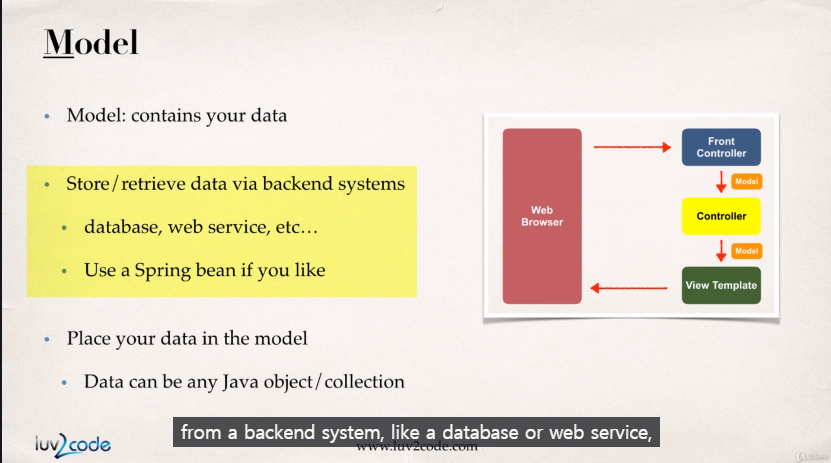 Model
• Model: contains your data
• Store/retrieve data via backend systems
• database, web service, etc…
• Use a Spring bean if you like
• Place your data in the model
• Data can be any Java object/collection
Web
Browser
Front
Controller
Model
Controller
Model
View Template
from a backend system, like a database or web service,
luv2code
www.luv2code.com